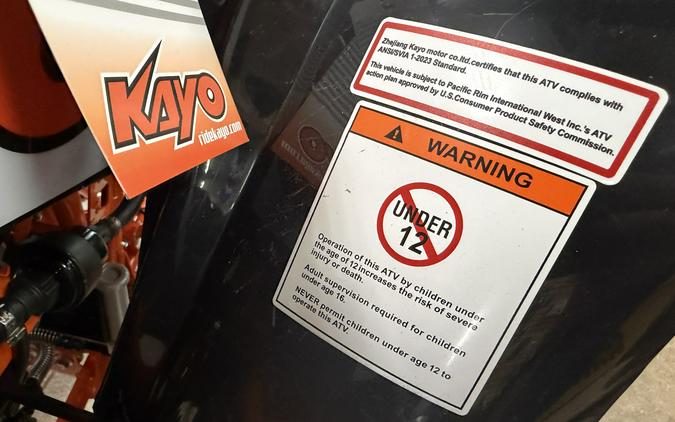 KAYO
ridekayo.com
Zhejiang Kayo motor co.ltd.certifies that this ATV complies with
ANSI/SVIA 1-2023 Standard.
This vehicle is subject to Pacific Rim International West Inc.'s ATV
action plan approved by U.S.Consumer Product Safety Commission.
WARNING
UNDER
12
Operation of this ATV by children under
the age of 12 increases the risk of severe
injury or death.
Adult supervision required for children
under age 16.
NEVER permit children under age 12 to
operate this ATV.